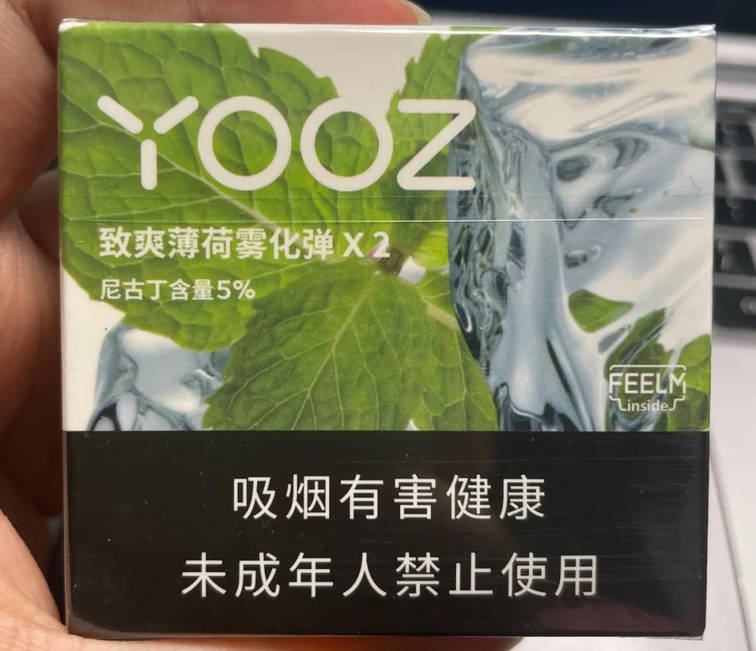 YOOZ
致爽薄荷雾化弹 X 2
尼古丁含量5%
FEELM
inside
吸烟有害健康
未成年人禁止使用